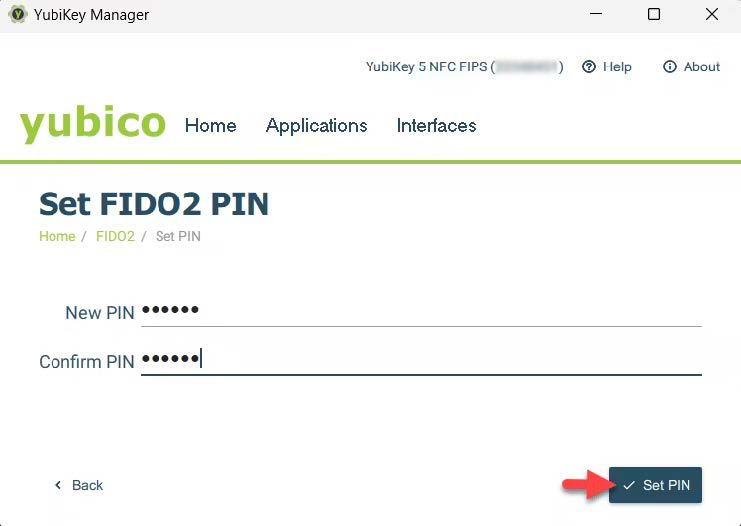 YubiKey Manager
YubiKey 5 NFC FIPS ( ) Help About
yubico Home Applications Interfaces
Set FIDO2 PIN
Home / FIDO2 / Set PIN
New PIN ••••••
Confirm PIN ••••••
Back Set PIN